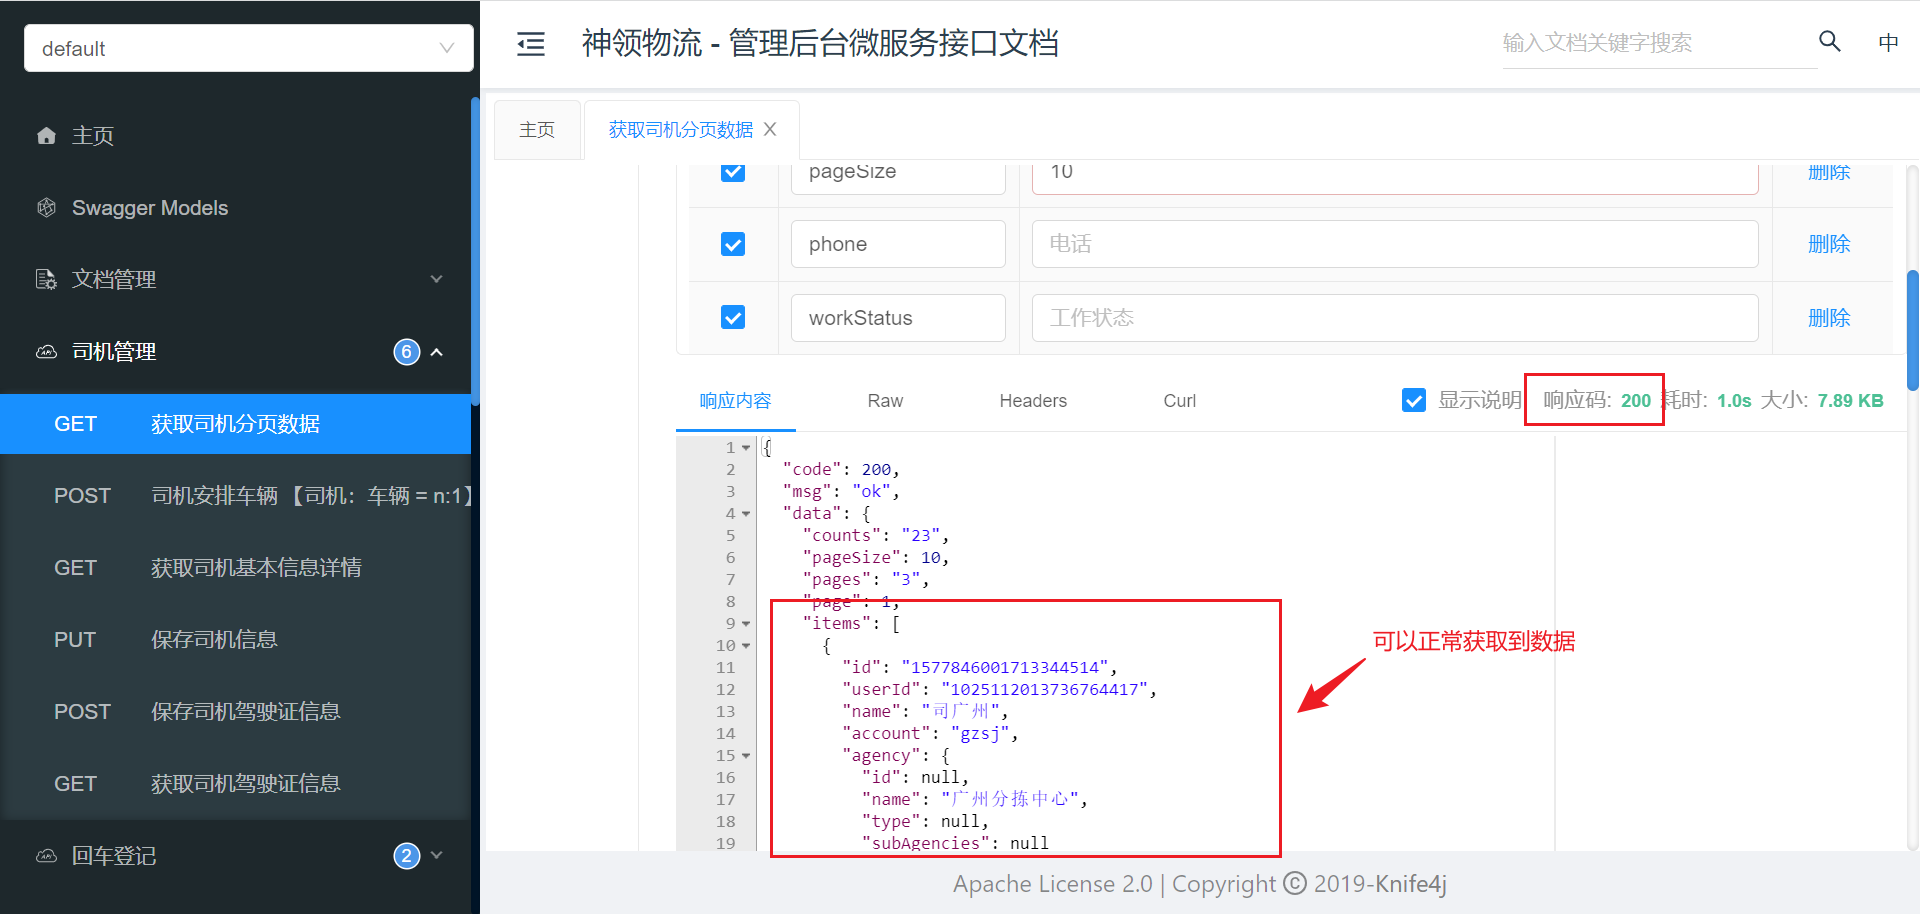 default
神领物流 - 管理后台微服务接口文档
输入文档关键字搜索
中
主页
Swagger Models
文档管理
司机管理
6
GET 获取司机分页数据
POST 司机安排车辆 【司机：车辆 = n:1】
GET 获取司机基本信息详情
PUT 保存司机信息
POST 保存司机驾驶证信息
GET 获取司机驾驶证信息
回车登记
2
主页
获取司机分页数据
pageSize 10 删除
phone 电话 删除
workStatus 工作状态 删除
响应内容 Raw Headers Curl
显示说明 响应码: 200 耗时: 1.0s 大小: 7.89 KB
1 {
2 "code": 200,
3 "msg": "ok",
4 "data": {
5 "counts": "23",
6 "pageSize": 10,
7 "pages": "3",
8 "page": 1,
9 "items": [
10 {
11 "id": "1577846001713344514",
12 "userId": "1025112013736764417",
13 "name": "司广州",
14 "account": "gzsj",
15 "agency": {
16 "id": null,
17 "name": "广州分拣中心",
18 "type": null,
19 "subAgencies": null
可以正常获取到数据
Apache License 2.0 | Copyright © 2019-Knife4j